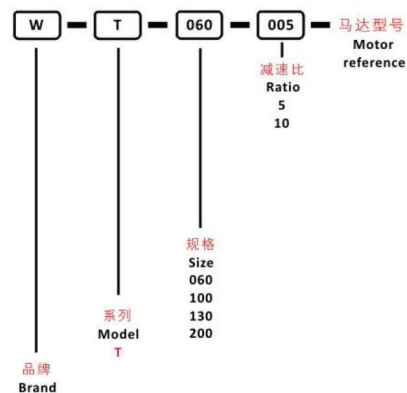 W T 060 005 马达型号
Motor
reference
减速比
Ratio
5
10
规格
Size
060
100
130
200
系列
Model
T
品牌
Brand